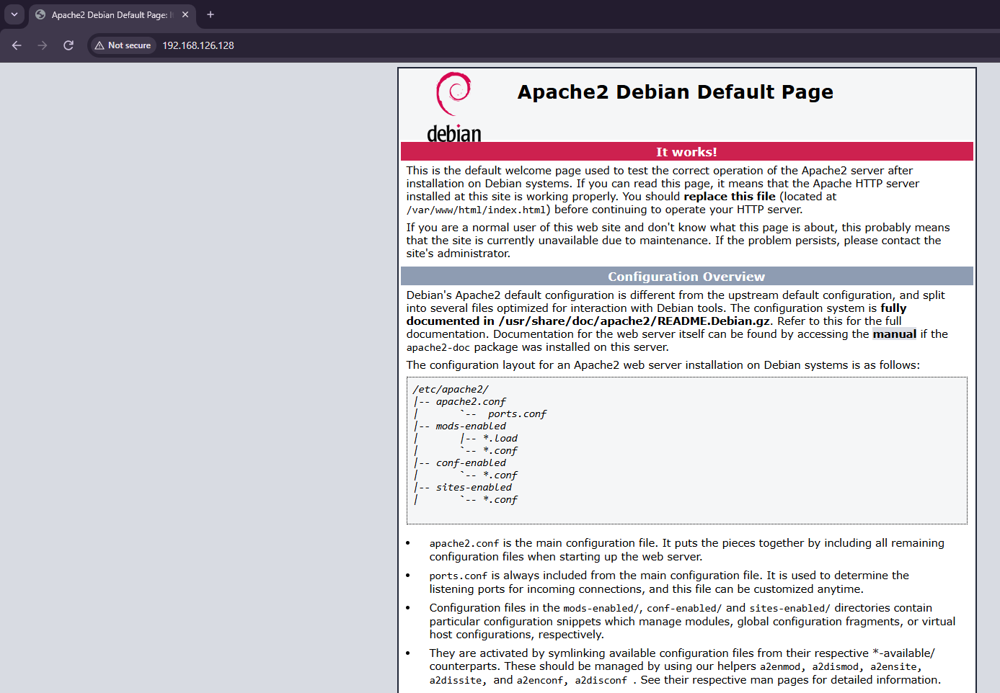 Apache2 Debian Default Page: I
Not secure
192.168.126.128
debian
Apache2 Debian Default Page
It works!
This is the default welcome page used to test the correct operation of the Apache2 server after
installation on Debian systems. If you can read this page, it means that the Apache HTTP server
installed at this site is working properly. You should replace this file (located at
/var/www/html/index.html) before continuing to operate your HTTP server.
If you are a normal user of this web site and don't know what this page is about, this probably means
that the site is currently unavailable due to maintenance. If the problem persists, please contact the
site's administrator.
Configuration Overview
Debian's Apache2 default configuration is different from the upstream default configuration, and split
into several files optimized for interaction with Debian tools. The configuration system is fully
documented in /usr/share/doc/apache2/README.Debian.gz. Refer to this for the full
documentation. Documentation for the web server itself can be found by accessing the manual if the
apache2-doc package was installed on this server.
The configuration layout for an Apache2 web server installation on Debian systems is as follows:
/etc/apache2/
|-- apache2.conf
|       `--  ports.conf
|-- mods-enabled
|       |-- *.load
|       `-- *.conf
|-- conf-enabled
|       `-- *.conf
|-- sites-enabled
|       `-- *.conf
• apache2.conf is the main configuration file. It puts the pieces together by including all remaining
configuration files when starting up the web server.
• ports.conf is always included from the main configuration file. It is used to determine the
listening ports for incoming connections, and this file can be customized anytime.
• Configuration files in the mods-enabled/, conf-enabled/ and sites-enabled/ directories contain
particular configuration snippets which manage modules, global configuration fragments, or virtual
host configurations, respectively.
• They are activated by symlinking available configuration files from their respective *-available/
counterparts. These should be managed by using our helpers a2enmod, a2dismod, a2ensite,
a2dissite, and a2enconf, a2disconf . See their respective man pages for detailed information.